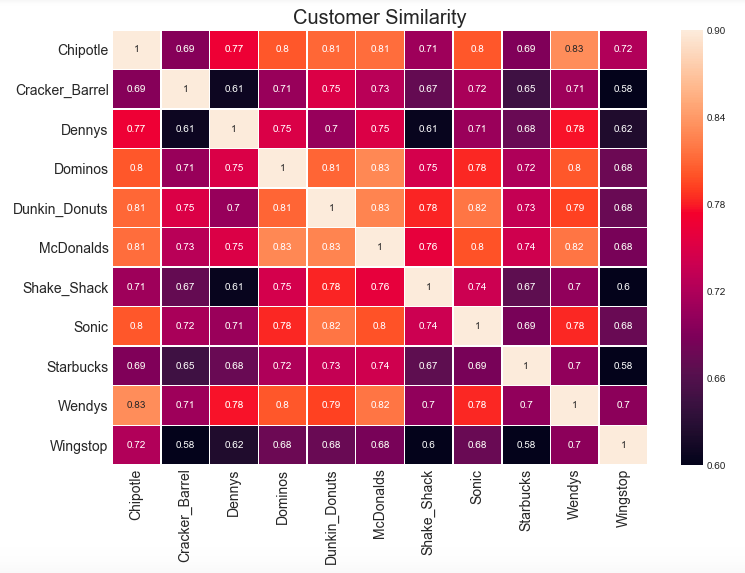 Customer Similarity
Chipotle 1 0.69 0.77 0.8 0.81 0.81 0.71 0.8 0.69 0.83 0.72
Cracker_Barrel 0.69 1 0.61 0.71 0.75 0.73 0.67 0.72 0.65 0.71 0.58
Dennys 0.77 0.61 1 0.75 0.7 0.75 0.61 0.71 0.68 0.78 0.62
Dominos 0.8 0.71 0.75 1 0.81 0.83 0.75 0.78 0.72 0.8 0.68
Dunkin_Donuts 0.81 0.75 0.7 0.81 1 0.83 0.78 0.82 0.73 0.79 0.68
McDonalds 0.81 0.73 0.75 0.83 0.83 1 0.76 0.8 0.74 0.82 0.68
Shake_Shack 0.71 0.67 0.61 0.75 0.78 0.76 1 0.74 0.67 0.7 0.6
Sonic 0.8 0.72 0.71 0.78 0.82 0.8 0.74 1 0.69 0.78 0.68
Starbucks 0.69 0.65 0.68 0.72 0.73 0.74 0.67 0.69 1 0.7 0.58
Wendys 0.83 0.71 0.78 0.8 0.79 0.82 0.7 0.78 0.7 1 0.7
Wingstop 0.72 0.58 0.62 0.68 0.68 0.68 0.6 0.68 0.58 0.7 1
Chipotle
Cracker_Barrel
Dennys
Dominos
Dunkin_Donuts
McDonalds
Shake_Shack
Sonic
Starbucks
Wendys
Wingstop
0.90
0.84
0.78
0.72
0.66
0.60